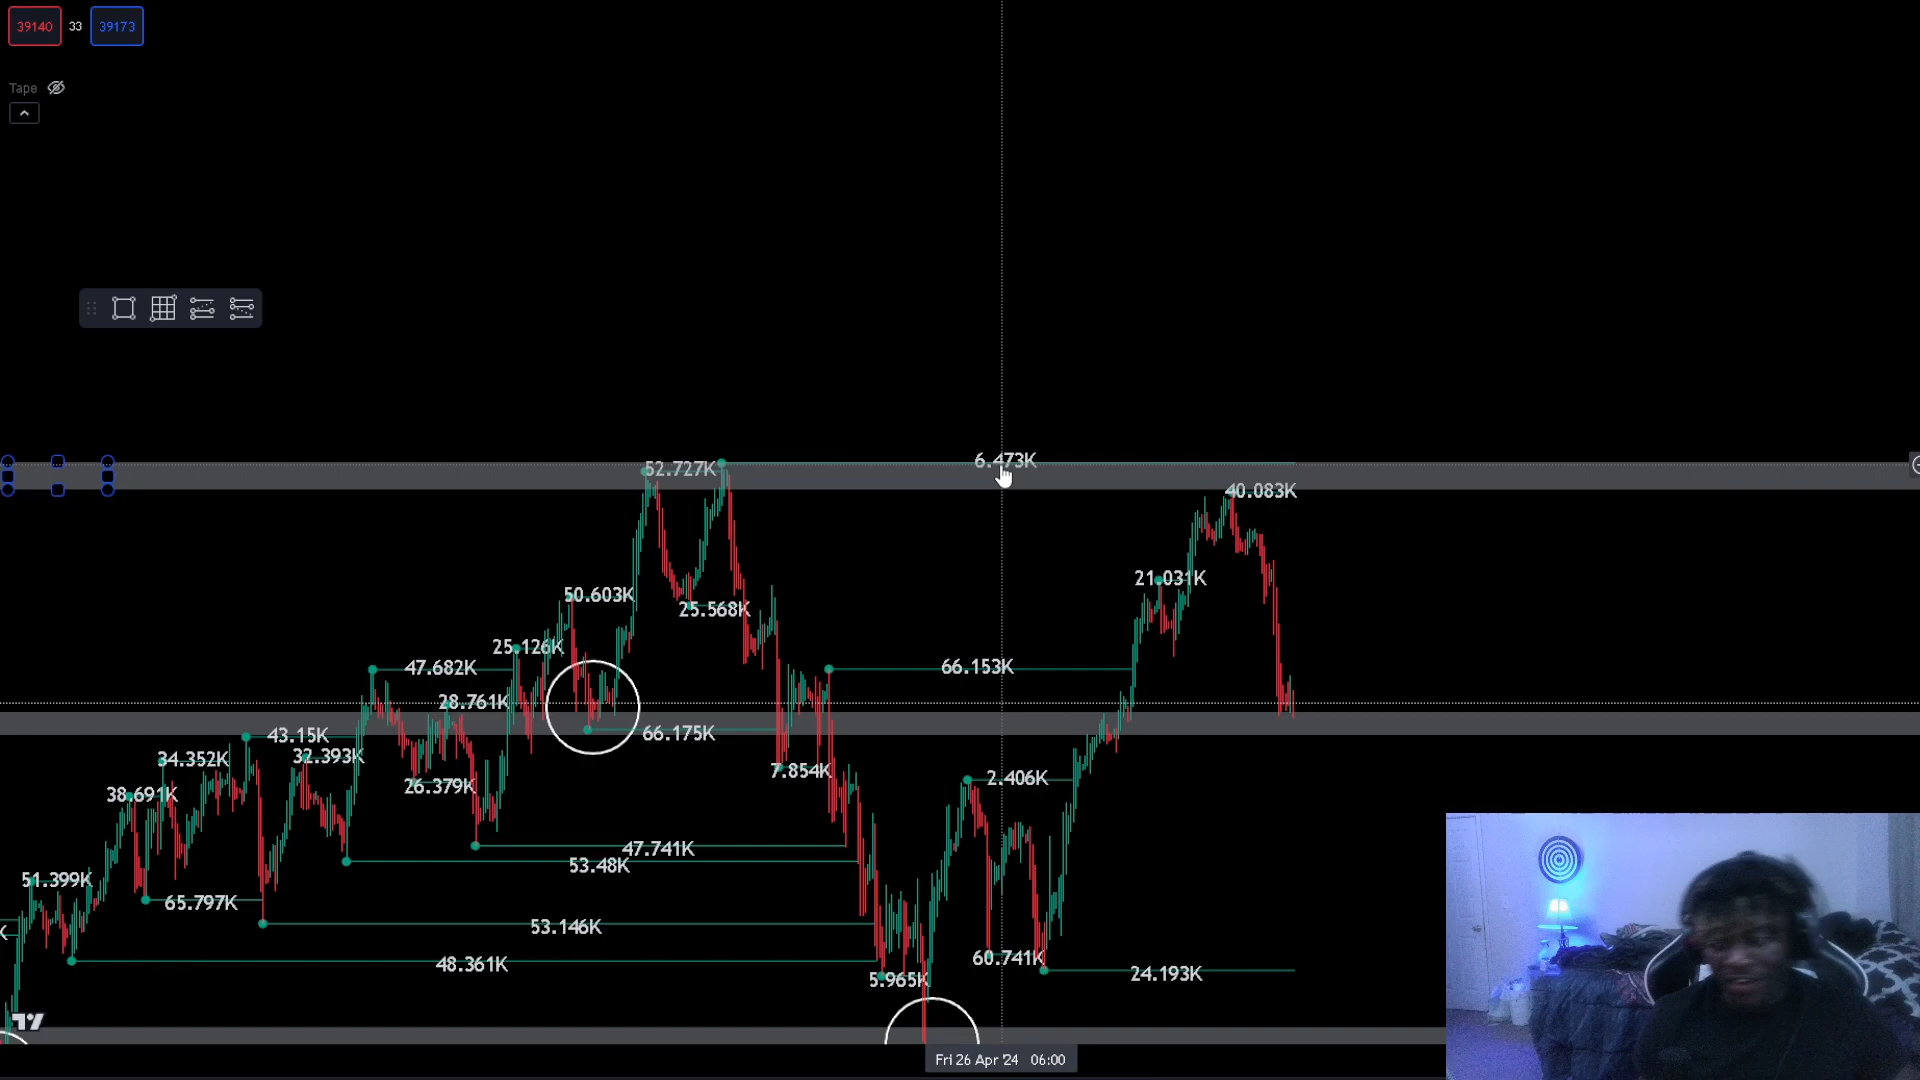 39140 33 39173
Tape
6.473K
52.727K
40.083K
21.031K
50.603K
25.568K
25.126K
47.682K
66.153K
28.761K
66.175K
43.15K
32.393K
34.352K
7.854K
2.406K
26.379K
38.691K
47.741K
53.48K
51.399K
65.797K
53.146K
K
60.741K
48.361K
24.193K
5.965K
Fri 26 Apr '24 06:00